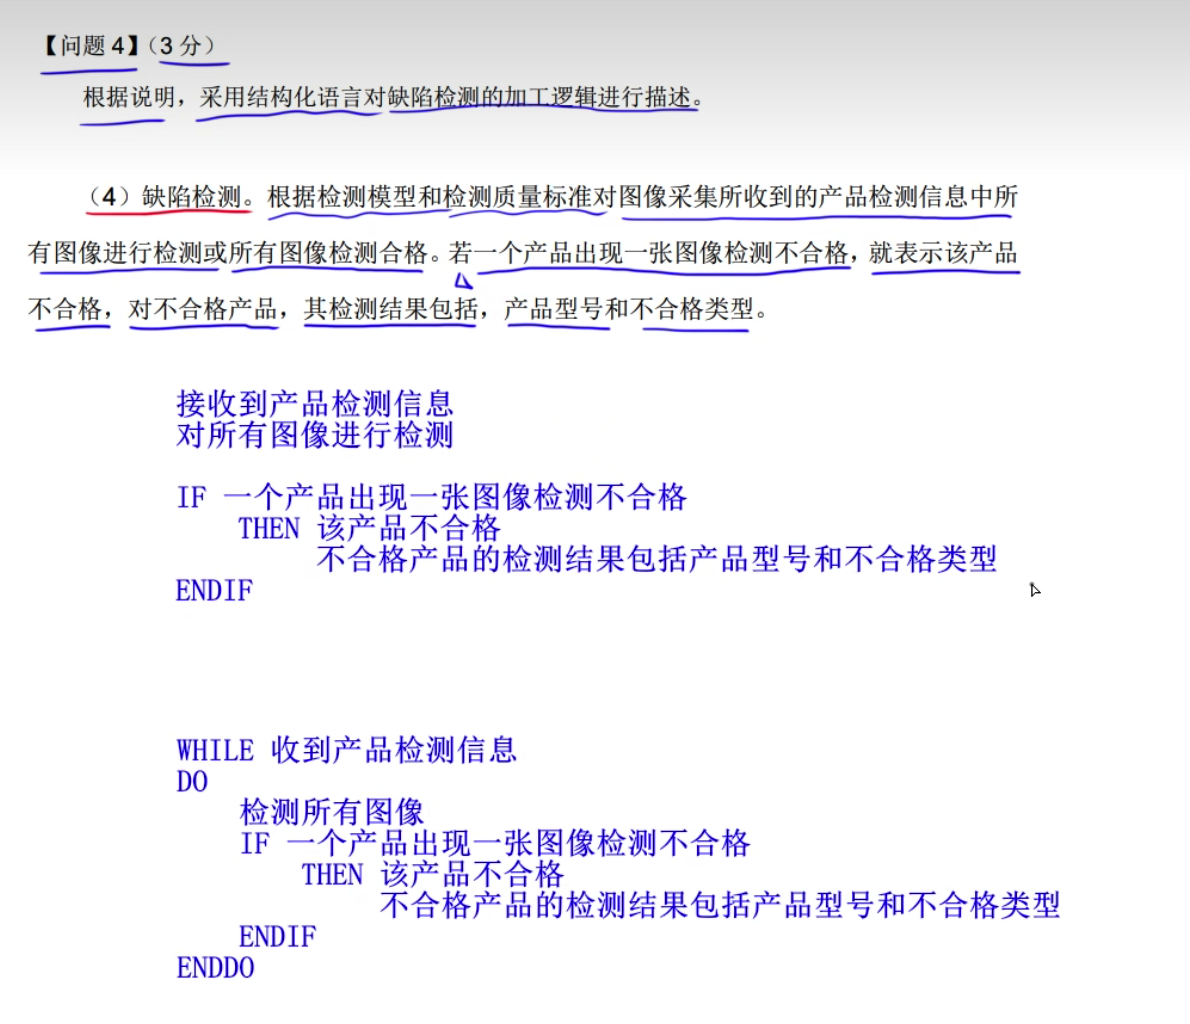 【问题 4】（3 分）
根据说明，采用结构化语言对缺陷检测的加工逻辑进行描述。
（4）缺陷检测。根据检测模型和检测质量标准对图像采集所收到的产品检测信息中所
有图像进行检测或所有图像检测合格。若一个产品出现一张图像检测不合格，就表示该产品
不合格，对不合格产品，其检测结果包括，产品型号和不合格类型。
接收到产品检测信息
对所有图像进行检测
IF 一个产品出现一张图像检测不合格
THEN 该产品不合格
不合格产品的检测结果包括产品型号和不合格类型
ENDIF
WHILE 收到产品检测信息
DO
检测所有图像
IF 一个产品出现一张图像检测不合格
THEN 该产品不合格
不合格产品的检测结果包括产品型号和不合格类型
ENDIF
ENDDO